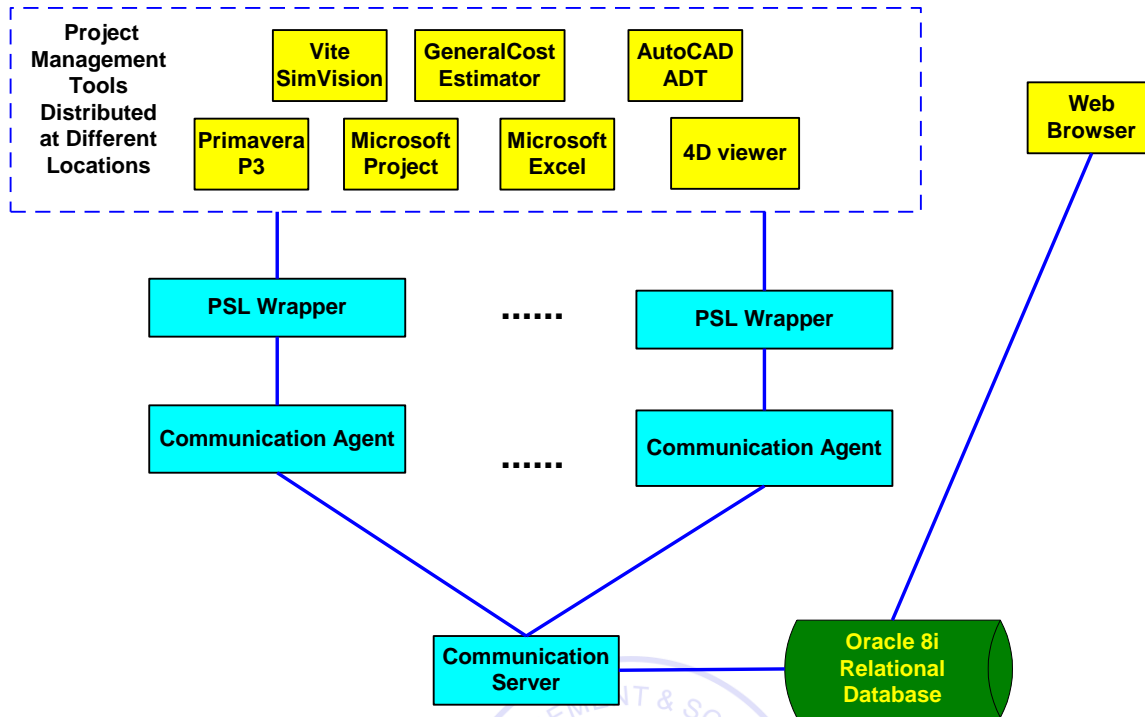 Project
Management
Tools
Distributed
at Different
Locations
Vite
SimVision
GeneralCost
Estimator
AutoCAD
ADT
Web
Browser
Primavera
P3
Microsoft
Project
Microsoft
Excel
4D viewer
PSL Wrapper
......
PSL Wrapper
Communication Agent
......
Communication Agent
Communication
Server
Oracle 8i
Relational
Database